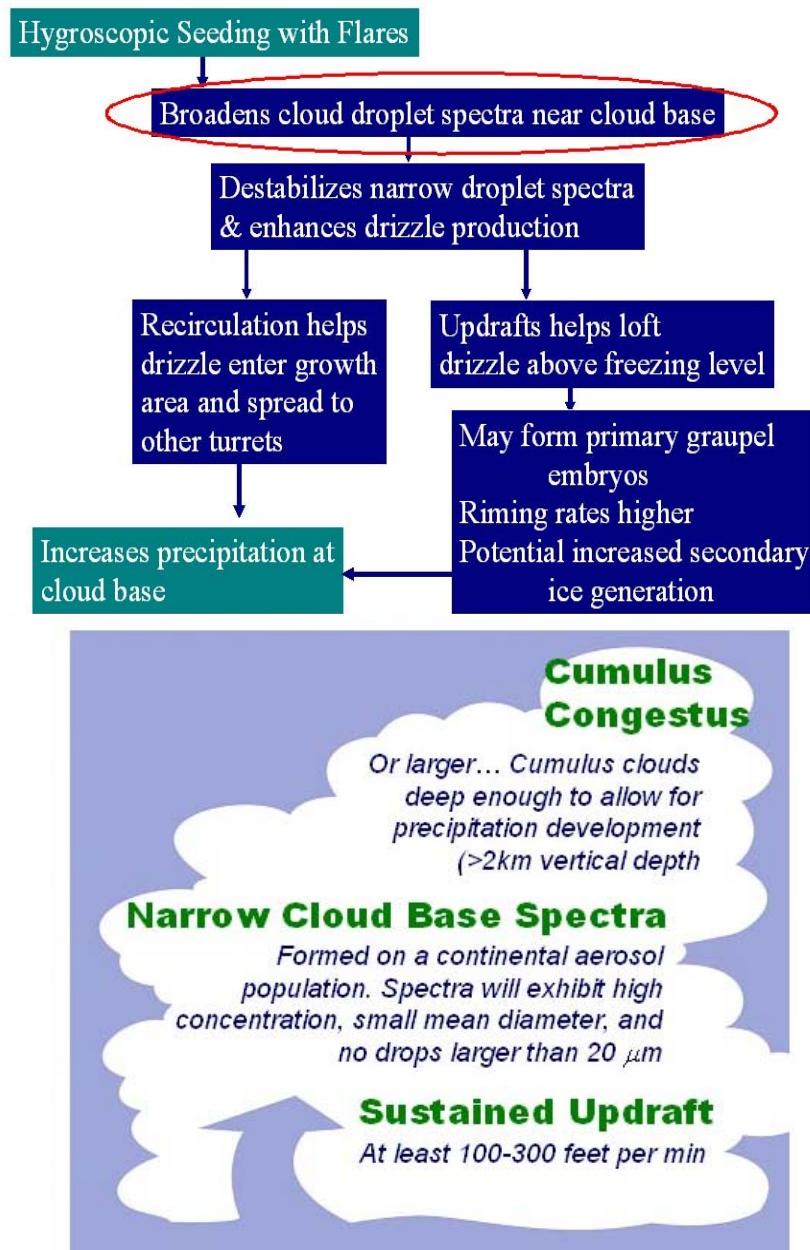 Hygroscopic Seeding with Flares
Broadens cloud droplet spectra near cloud base
Destabilizes narrow droplet spectra
& enhances drizzle production
Recirculation helps
drizzle enter growth
area and spread to
other turrets
Updrafts helps loft
drizzle above freezing level
May form primary graupel
embryos
Riming rates higher
Potential increased secondary
ice generation
Increases precipitation at
cloud base
Cumulus
Congestus
Or larger... Cumulus clouds
deep enough to allow for
precipitation development
(>2km vertical depth
Narrow Cloud Base Spectra
Formed on a continental aerosol
population. Spectra will exhibit high
concentration, small mean diameter, and
no drops larger than 20 μm
Sustained Updraft
At least 100-300 feet per min